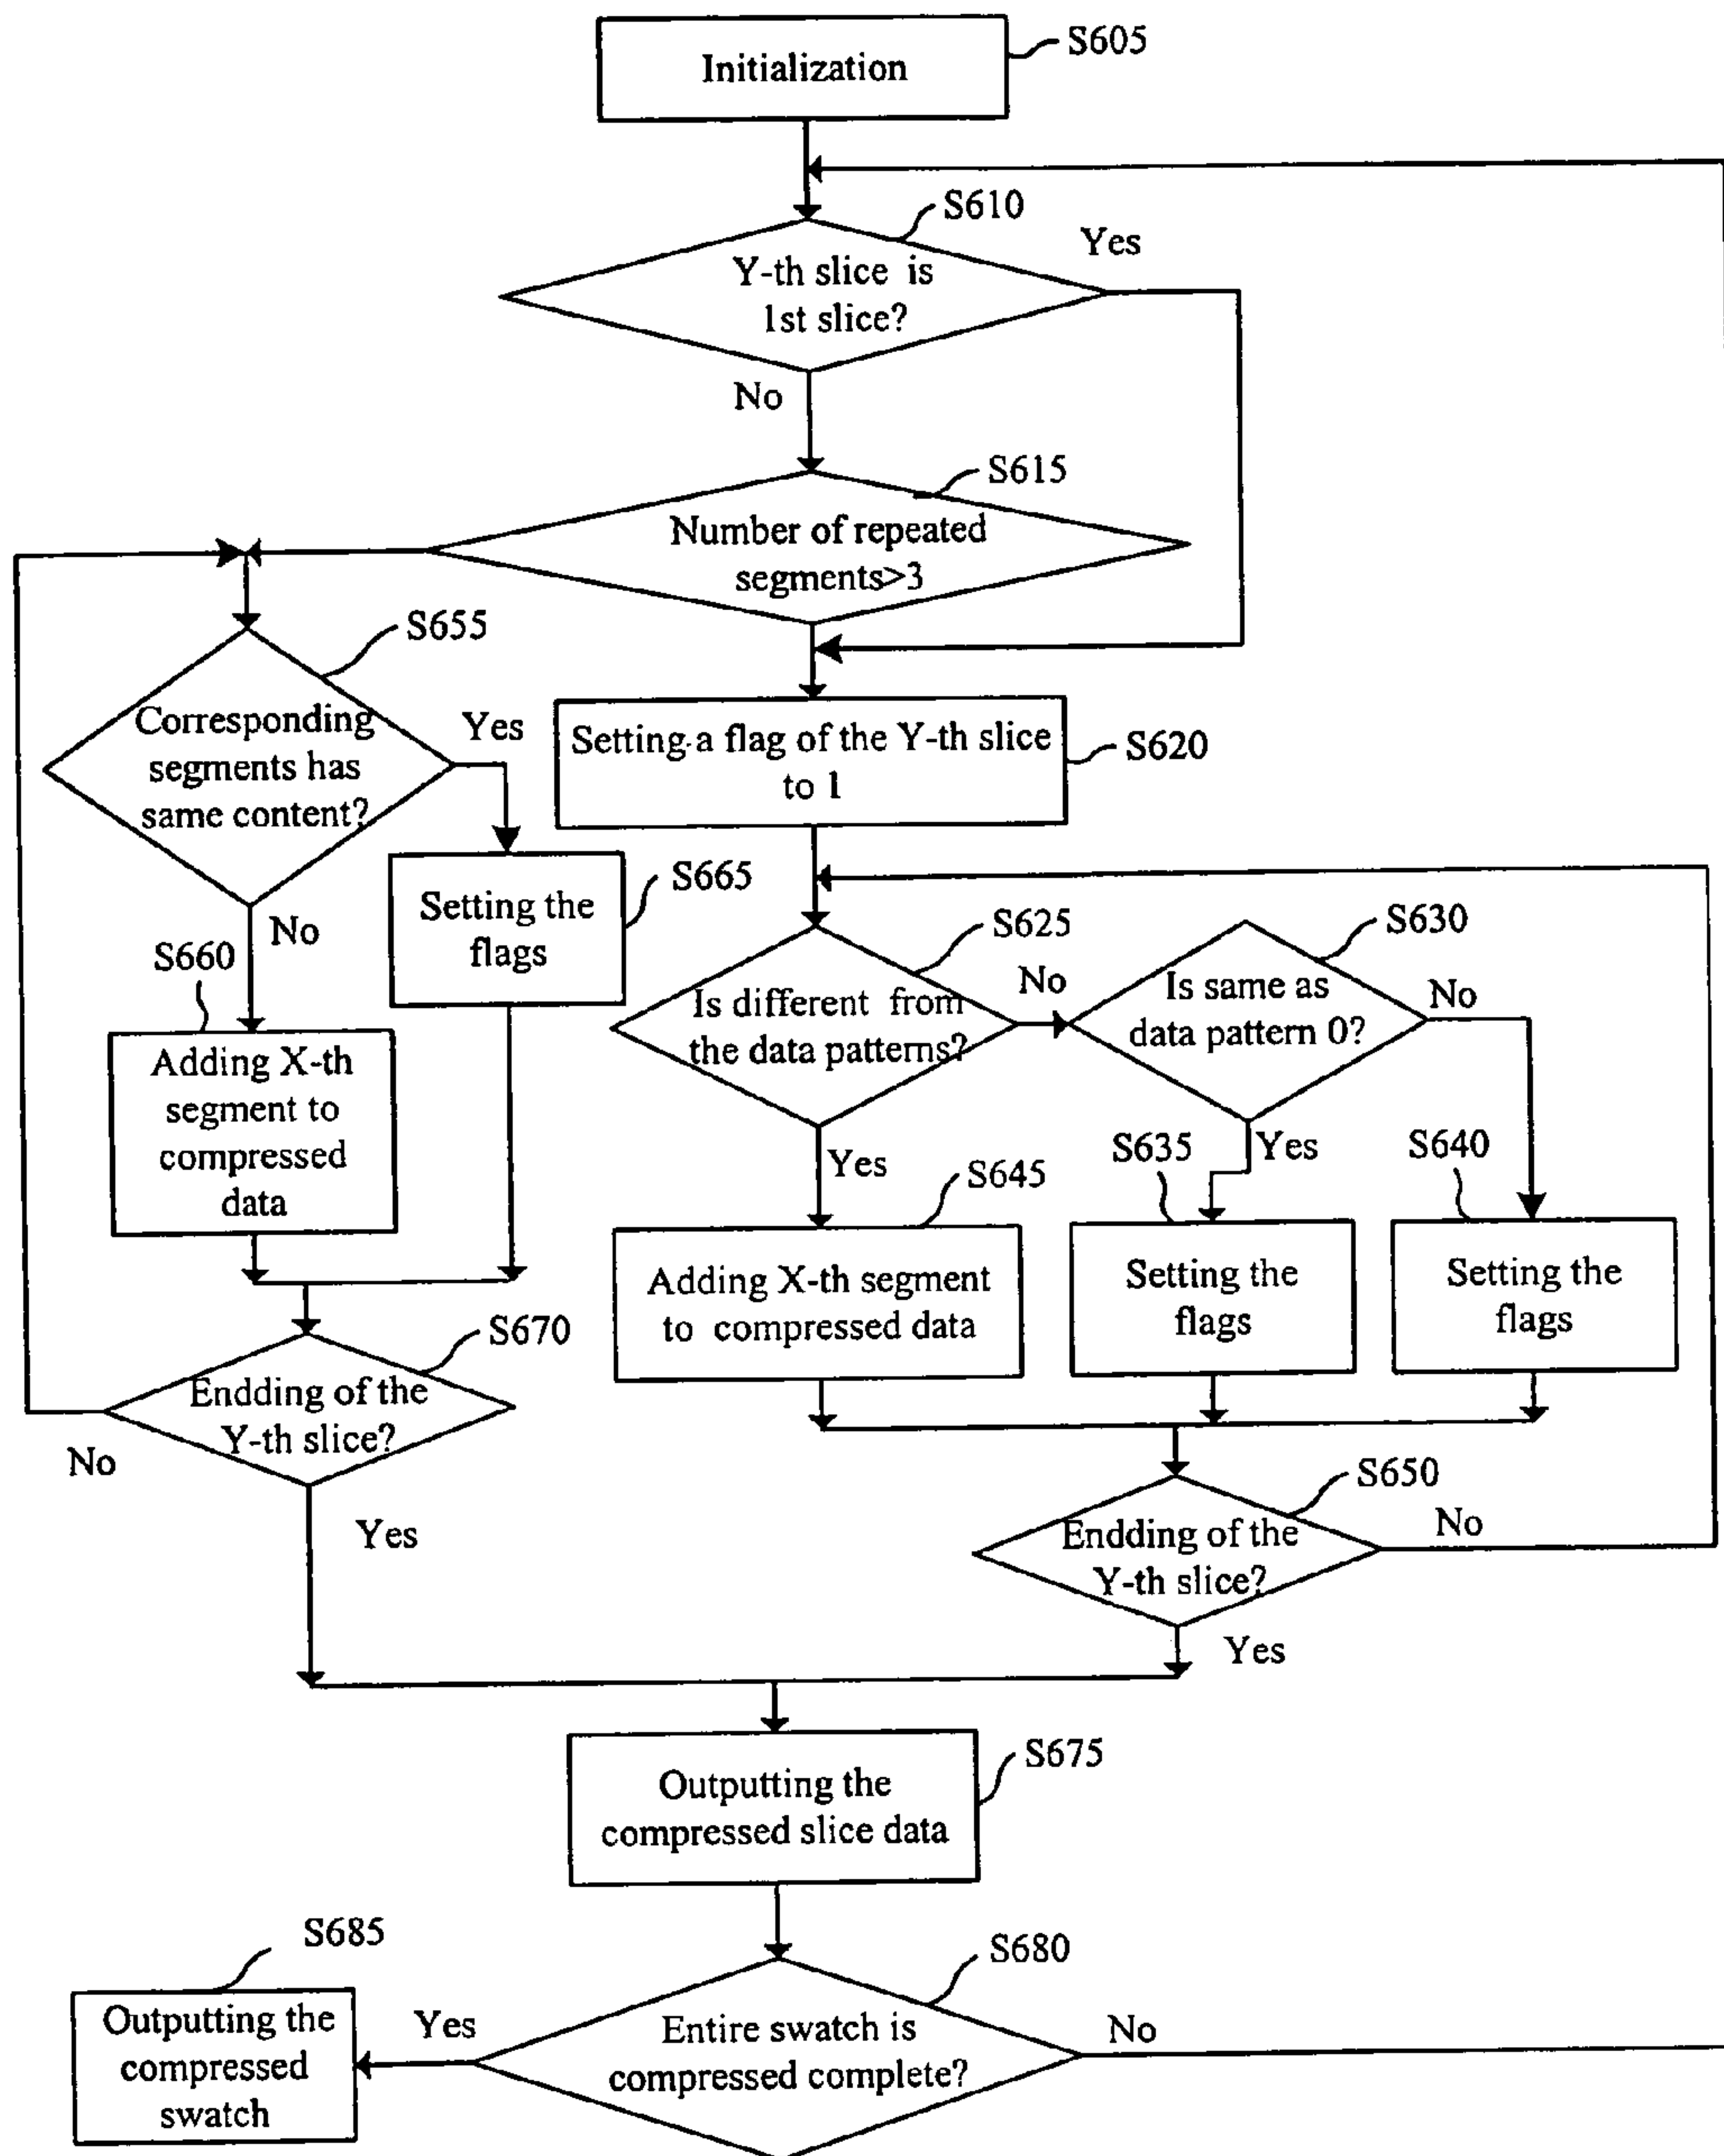 Initialization
S605
S610
Y-th slice is
1st slice?
Yes
No
S615
Number of repeated
segments>3
S655
Corresponding
segments has
same content?
Yes
Setting a flag of the Y-th slice
to 1
S620
Setting the
flags
S665
No
S660
Adding X-th
segment to
compressed
data
S625
Is different from
the data patterns?
No
S630
Is same as
data pattern 0?
No
Yes
S645
Adding X-th segment
to compressed data
Yes
S635
Setting the
flags
S640
Setting the
flags
S670
Endding of the
Y-th slice?
No
Yes
S650
Endding of the
Y-th slice?
No
Yes
Outputting the
compressed slice data
S675
S685
Outputting the
compressed
swatch
Yes
S680
Entire swatch is
compressed complete?
No